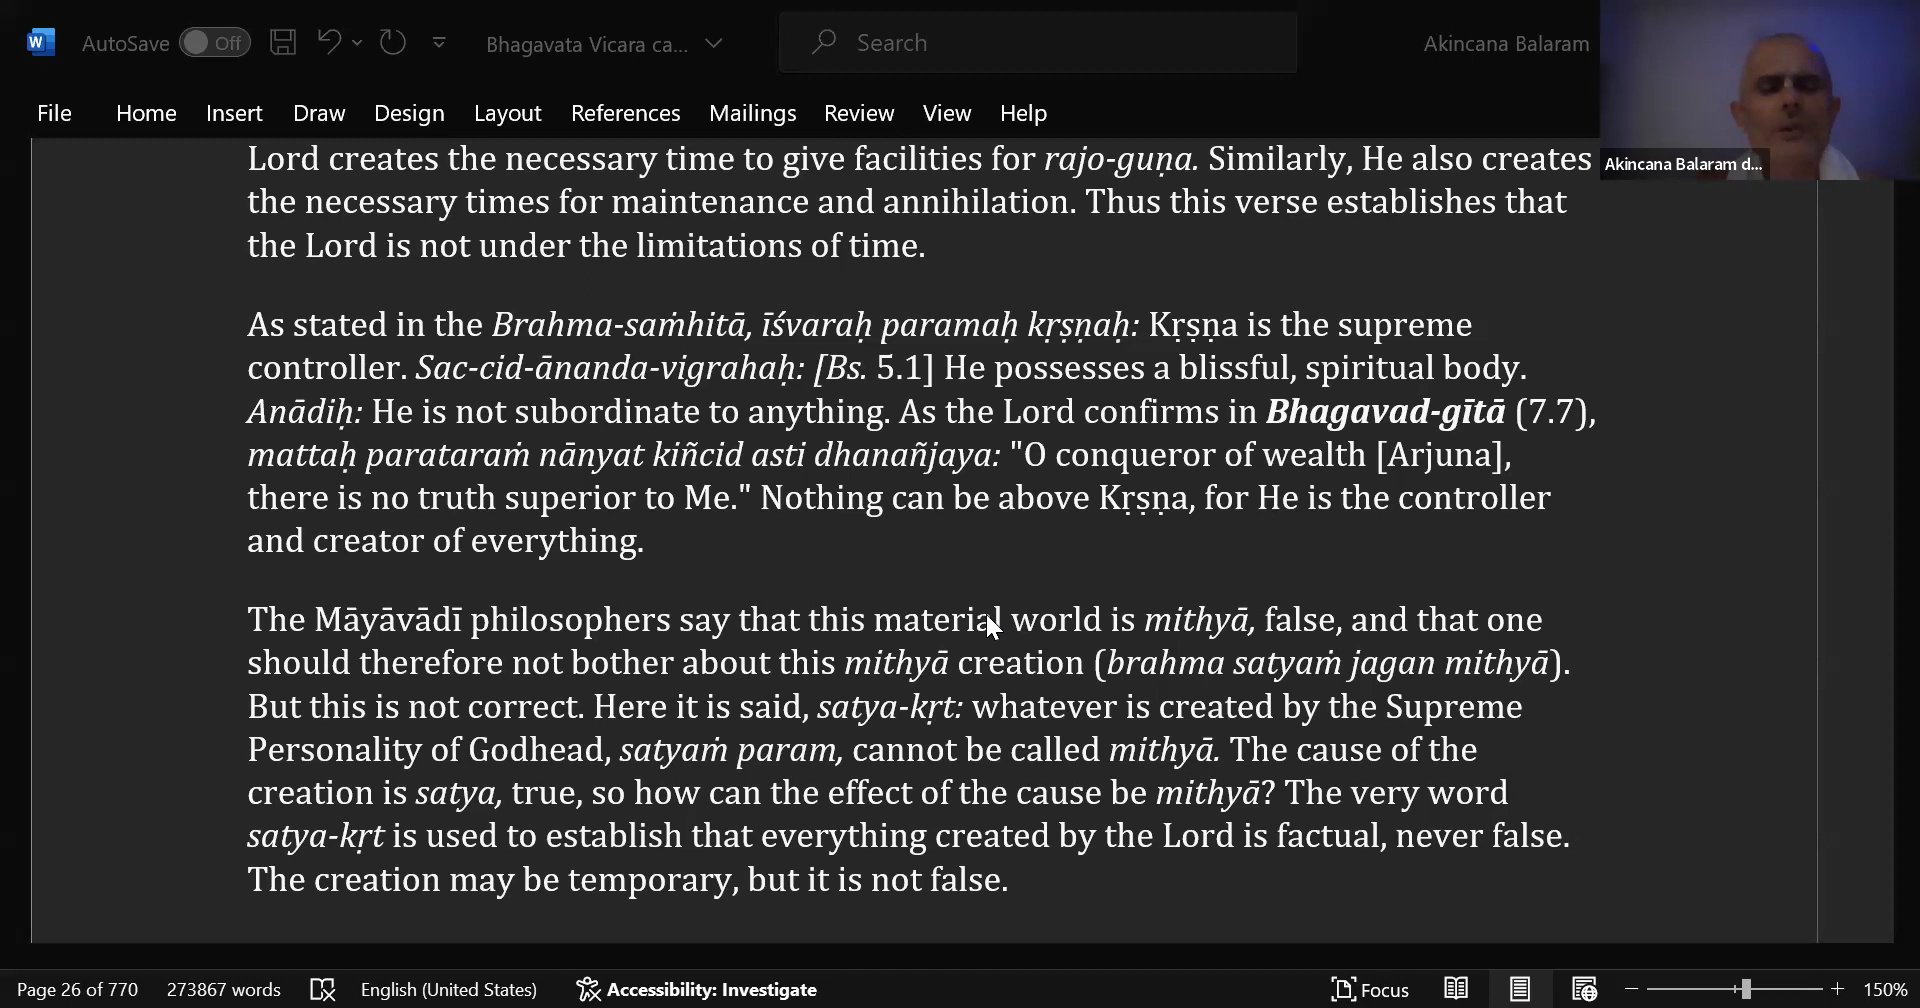 W AutoSave Off Bhagavata Vicara ca... Search Akincana Balaram
File Home Insert Draw Design Layout References Mailings Review View Help
Akincana Balaram d...
Lord creates the necessary time to give facilities for rajo-guṇa. Similarly, He also creates
the necessary times for maintenance and annihilation. Thus this verse establishes that
the Lord is not under the limitations of time.
As stated in the Brahma-saṁhitā, īśvaraḥ paramaḥ kṛṣṇaḥ: Kṛṣṇa is the supreme
controller. Sac-cid-ānanda-vigrahaḥ: [Bs. 5.1] He possesses a blissful, spiritual body.
Anādiḥ: He is not subordinate to anything. As the Lord confirms in Bhagavad-gītā (7.7),
mattaḥ parataraṁ nānyat kiñcid asti dhanañjaya: "O conqueror of wealth [Arjuna],
there is no truth superior to Me." Nothing can be above Kṛṣṇa, for He is the controller
and creator of everything.
The Māyāvādī philosophers say that this material world is mithyā, false, and that one
should therefore not bother about this mithyā creation (brahma satyaṁ jagan mithyā).
But this is not correct. Here it is said, satya-kṛt: whatever is created by the Supreme
Personality of Godhead, satyaṁ param, cannot be called mithyā. The cause of the
creation is satya, true, so how can the effect of the cause be mithyā? The very word
satya-kṛt is used to establish that everything created by the Lord is factual, never false.
The creation may be temporary, but it is not false.
Page 26 of 770 273867 words English (United States) Accessibility: Investigate Focus 150%